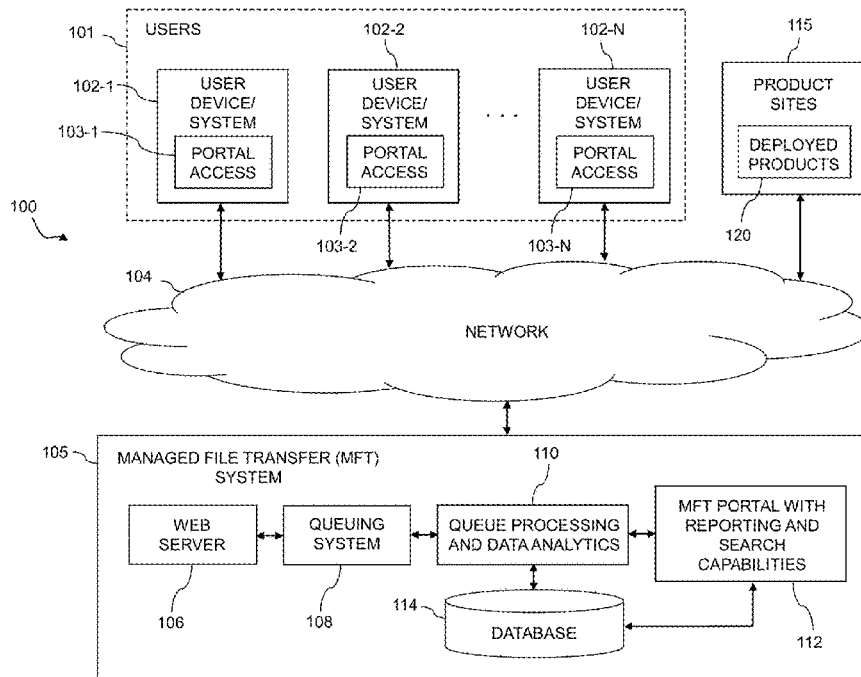 101
USERS
102-2
102-N
115
102-1
USER
DEVICE/
SYSTEM
103-1
PORTAL
ACCESS
USER
DEVICE/
SYSTEM
PORTAL
ACCESS
. . .
USER
DEVICE/
SYSTEM
PORTAL
ACCESS
PRODUCT
SITES
DEPLOYED
PRODUCTS
100
103-2
103-N
120
104
NETWORK
105
MANAGED FILE TRANSFER (MFT)
SYSTEM
110
WEB
SERVER
QUEUING
SYSTEM
QUEUE PROCESSING
AND DATA ANALYTICS
MFT PORTAL WITH
REPORTING AND
SEARCH
CAPABILITIES
106
108
114
DATABASE
112